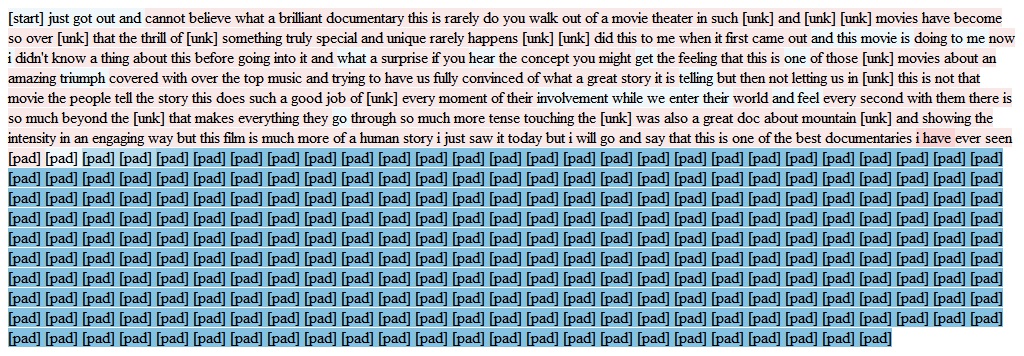 [start] just got out and cannot believe what a brilliant documentary this is rarely do you walk out of a movie theater in such [unk] and [unk] [unk] movies have become
so over [unk] that the thrill of [unk] something truly special and unique rarely happens [unk] [unk] did this to me when it first came out and this movie is doing to me now
i didn't know a thing about this before going into it and what a surprise if you hear the concept you might get the feeling that this is one of those [unk] movies about an
amazing triumph covered with over the top music and trying to have us fully convinced of what a great story it is telling but then not letting us in [unk] this is not that
movie the people tell the story this does such a good job of [unk] every moment of their involvement while we enter their world and feel every second with them there is
so much beyond the [unk] that makes everything they go through so much more tense touching the [unk] was also a great doc about mountain [unk] and showing the
intensity in an engaging way but this film is much more of a human story i just saw it today but i will go and say that this is one of the best documentaries i have ever seen
[pad] [pad] [pad] [pad] [pad] [pad] [pad] [pad] [pad] [pad] [pad] [pad] [pad] [pad] [pad] [pad] [pad] [pad] [pad] [pad] [pad] [pad] [pad] [pad] [pad] [pad] [pad]
[pad] [pad] [pad] [pad] [pad] [pad] [pad] [pad] [pad] [pad] [pad] [pad] [pad] [pad] [pad] [pad] [pad] [pad] [pad] [pad] [pad] [pad] [pad] [pad] [pad] [pad] [pad]
[pad] [pad] [pad] [pad] [pad] [pad] [pad] [pad] [pad] [pad] [pad] [pad] [pad] [pad] [pad] [pad] [pad] [pad] [pad] [pad] [pad] [pad] [pad] [pad] [pad] [pad] [pad]
[pad] [pad] [pad] [pad] [pad] [pad] [pad] [pad] [pad] [pad] [pad] [pad] [pad] [pad] [pad] [pad] [pad] [pad] [pad] [pad] [pad] [pad] [pad] [pad] [pad] [pad] [pad]
[pad] [pad] [pad] [pad] [pad] [pad] [pad] [pad] [pad] [pad] [pad] [pad] [pad] [pad] [pad] [pad] [pad] [pad] [pad] [pad] [pad] [pad] [pad] [pad] [pad] [pad] [pad]
[pad] [pad] [pad] [pad] [pad] [pad] [pad] [pad] [pad] [pad] [pad] [pad] [pad] [pad] [pad] [pad] [pad] [pad] [pad] [pad] [pad] [pad] [pad] [pad] [pad] [pad] [pad]
[pad] [pad] [pad] [pad] [pad] [pad] [pad] [pad] [pad] [pad] [pad] [pad] [pad] [pad] [pad] [pad] [pad] [pad] [pad] [pad] [pad] [pad] [pad] [pad] [pad] [pad] [pad]
[pad] [pad] [pad] [pad] [pad] [pad] [pad] [pad] [pad] [pad] [pad] [pad] [pad] [pad] [pad] [pad] [pad] [pad] [pad] [pad] [pad] [pad] [pad] [pad] [pad] [pad] [pad]
[pad] [pad] [pad] [pad] [pad] [pad] [pad] [pad] [pad] [pad] [pad] [pad] [pad] [pad] [pad] [pad] [pad] [pad] [pad] [pad] [pad] [pad] [pad] [pad] [pad] [pad] [pad]
[pad] [pad] [pad] [pad] [pad] [pad] [pad] [pad] [pad] [pad] [pad] [pad] [pad] [pad] [pad] [pad] [pad] [pad] [pad] [pad] [pad] [pad] [pad] [pad]